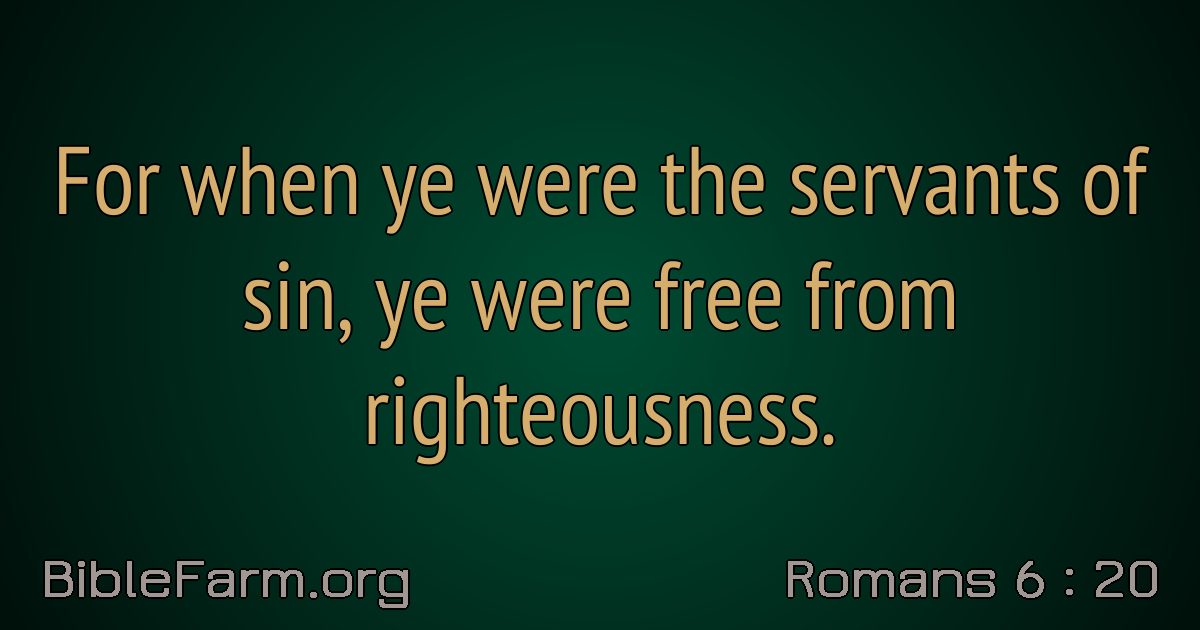 For when ye were the servants of
sin, ye were free from
righteousness.
BibleFarm.org
Romans 6 : 20